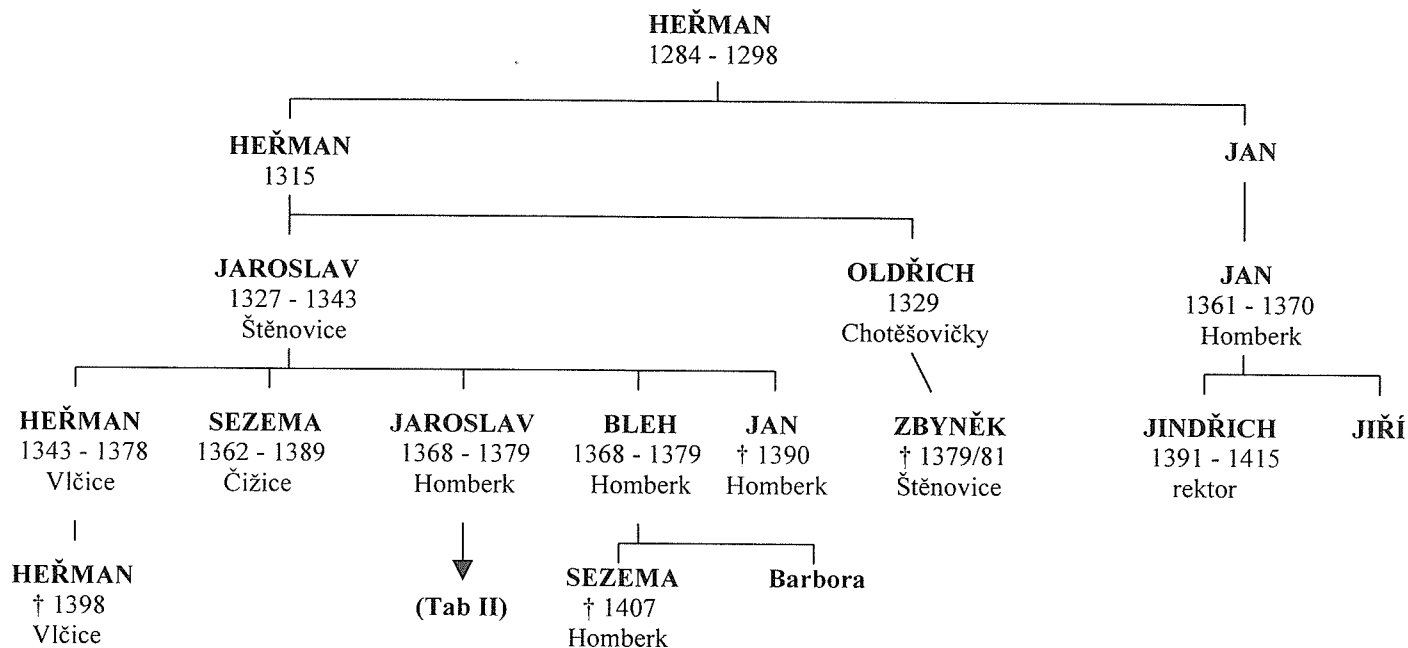 HEŘMAN
1284 - 1298
HEŘMAN
1315
JAN
JAROSLAV
1327 - 1343
Štěnovice
OLDŘICH
1329
Chotěšovičky
JAN
1361 - 1370
Homberk
HEŘMAN
1343 - 1378
Vlčice
SEZEMA
1362 - 1389
Čižice
JAROSLAV
1368 - 1379
Homberk
BLEH
1368 - 1379
Homberk
JAN
† 1390
Homberk
ZBYNĚK
† 1379/81
Štěnovice
JINDŘICH
1391 - 1415
rektor
JIŘÍ
HEŘMAN
† 1398
Vlčice
(Tab II)
SEZEMA
† 1407
Homberk
Barbora